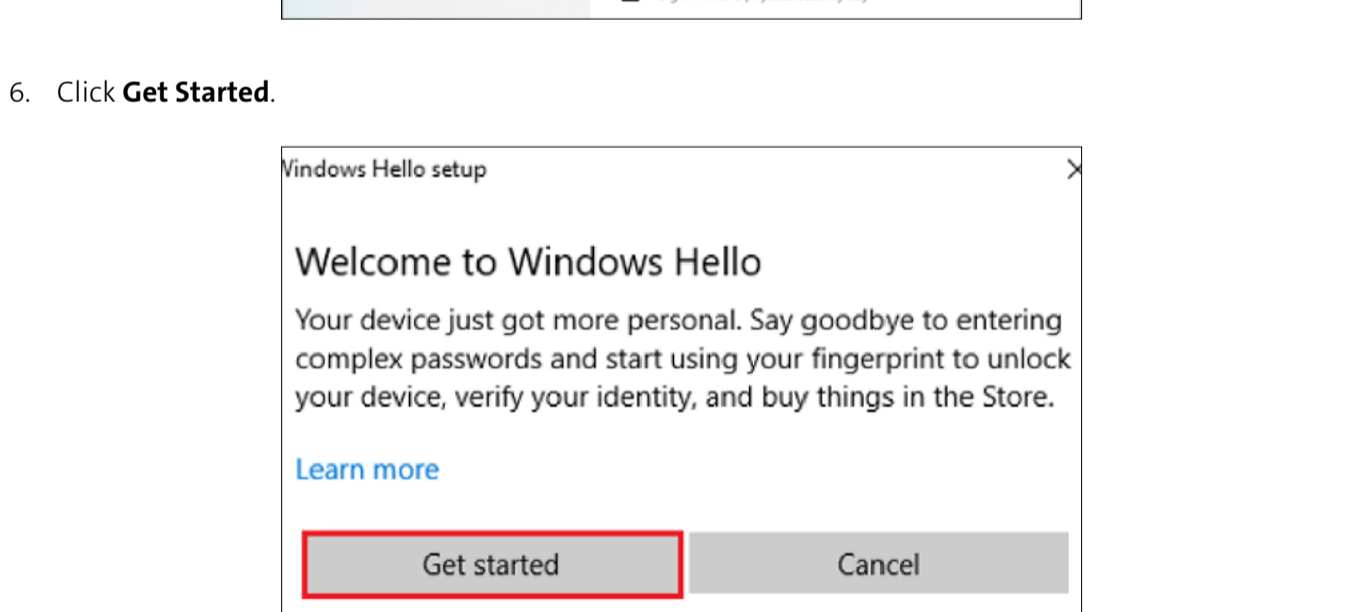 6. Click Get Started.
Windows Hello setup
Welcome to Windows Hello
Your device just got more personal. Say goodbye to entering
complex passwords and start using your fingerprint to unlock
your device, verify your identity, and buy things in the Store.
Learn more
Get started Cancel